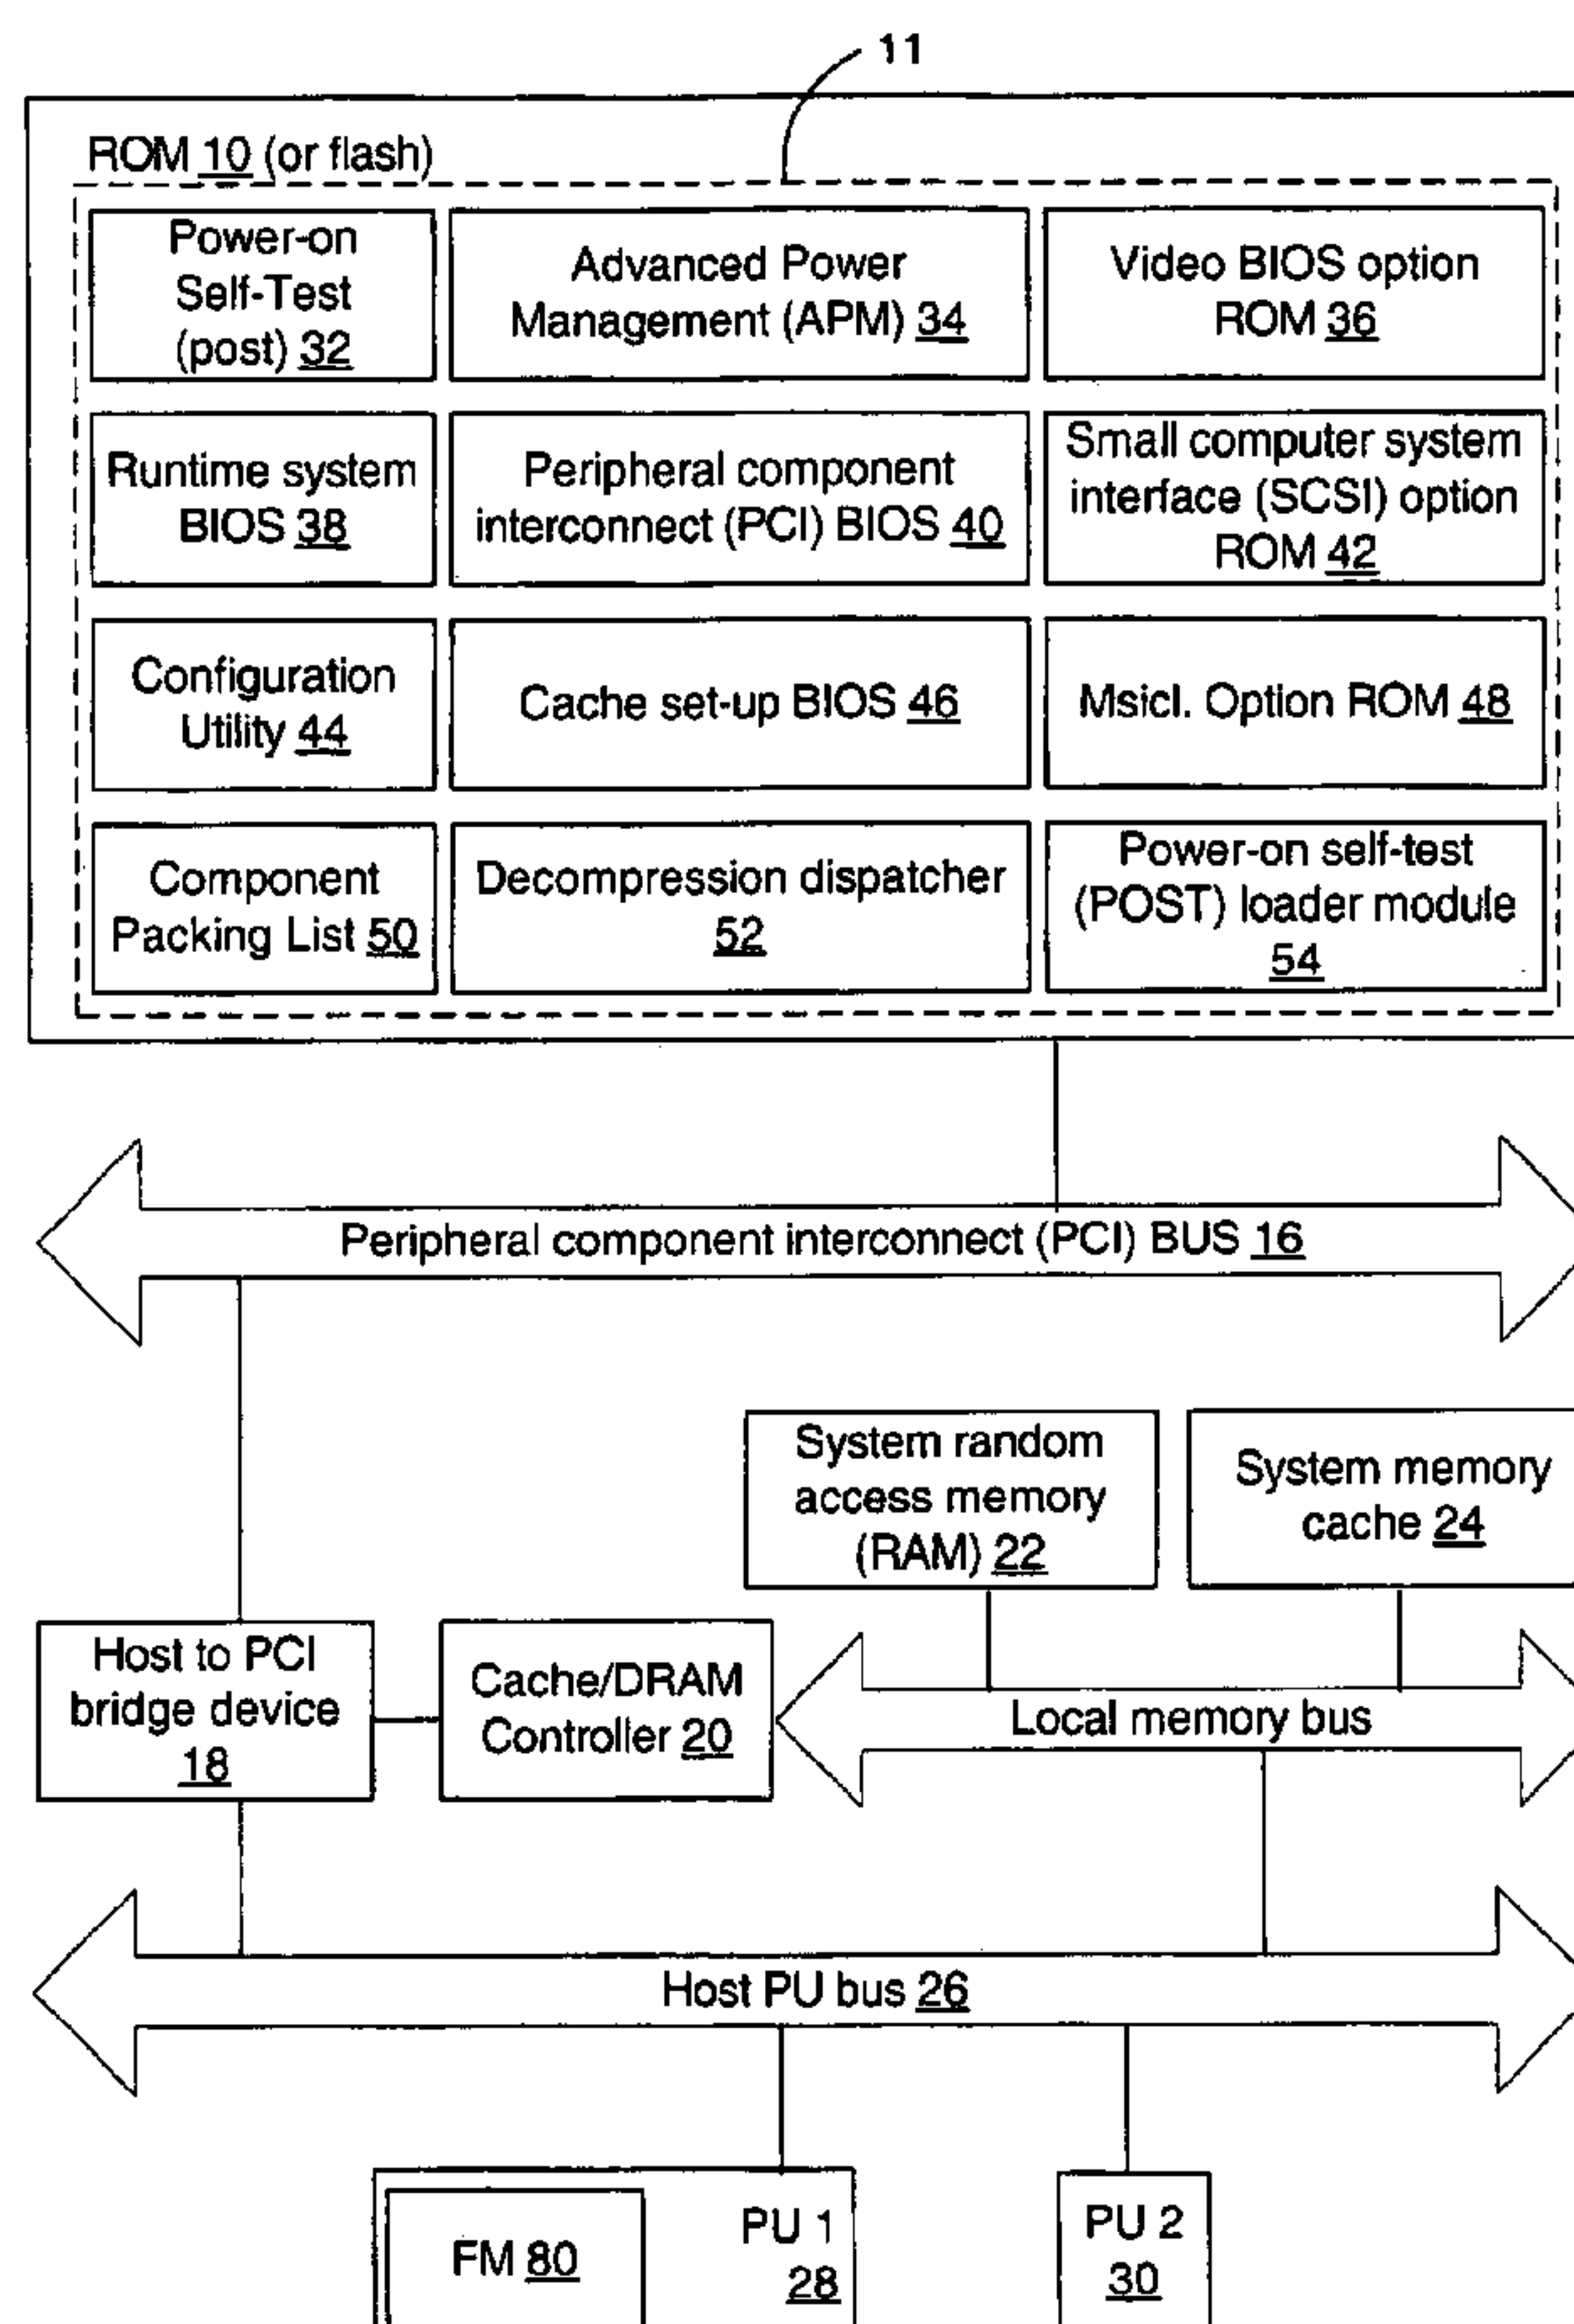 11
ROM 10 (or flash)
Power-on
Self-Test
(post) 32
Advanced Power
Management (APM) 34
Video BIOS option
ROM 36
Runtime system
BIOS 38
Peripheral component
interconnect (PCI) BIOS 40
Small computer system
interface (SCSI) option
ROM 42
Configuration
Utility 44
Cache set-up BIOS 46
Msicl. Option ROM 48
Component
Packing List 50
Decompression dispatcher
52
Power-on self-test
(POST) loader module
54
Peripheral component interconnect (PCI) BUS 16
System random
access memory
(RAM) 22
System memory
cache 24
Host to PCI
bridge device
18
Cache/DRAM
Controller 20
Local memory bus
Host PU bus 26
FM 80
PU 1
28
PU 2
30